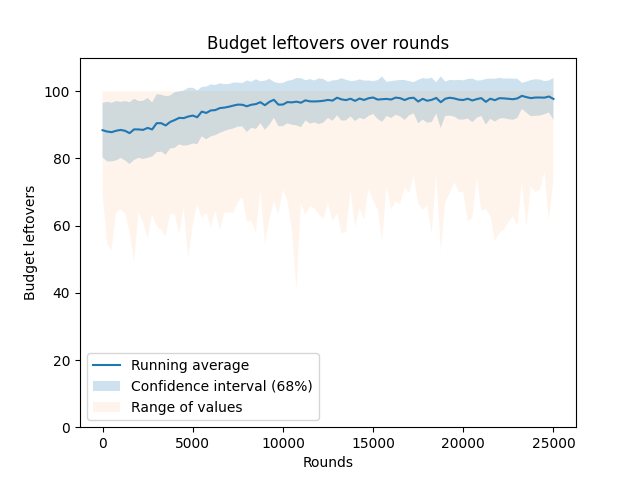 Budget leftovers over rounds
Budget leftovers
100
80
60
40
20
0
Running average
Confidence interval (68%)
Range of values
0 5000 10000 15000 20000 25000
Rounds